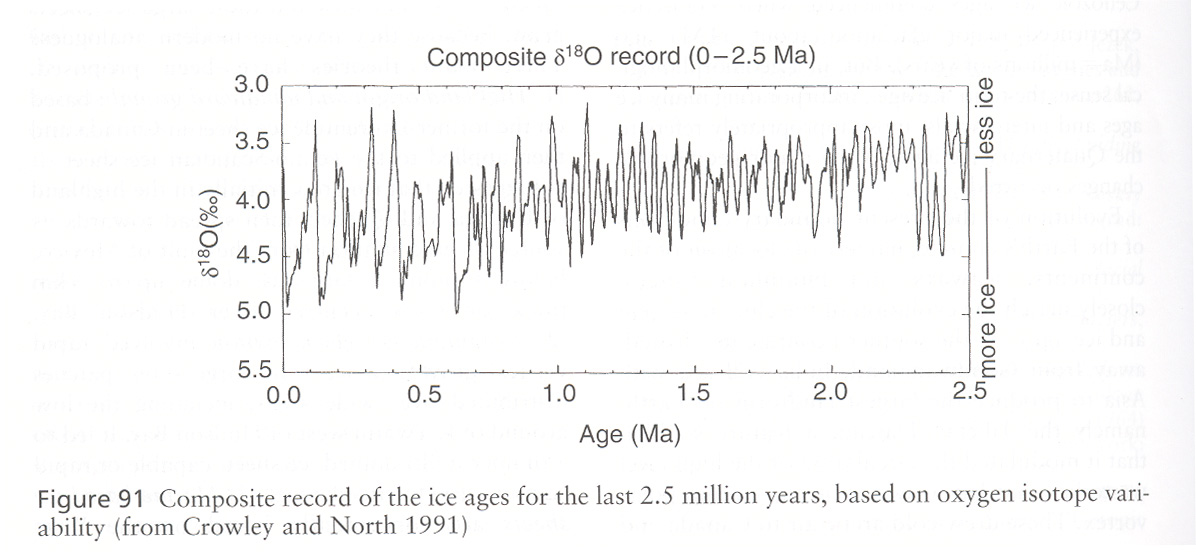 Composite δ¹⁸O record (0–2.5 Ma)
3.0
3.5
4.0
4.5
5.0
5.5
δ¹⁸O(‰)
0.0 0.5 1.0 1.5 2.0 2.5
Age (Ma)
more ice less ice
Figure 91 Composite record of the ice ages for the last 2.5 million years, based on oxygen isotope vari-
ability (from Crowley and North 1991)